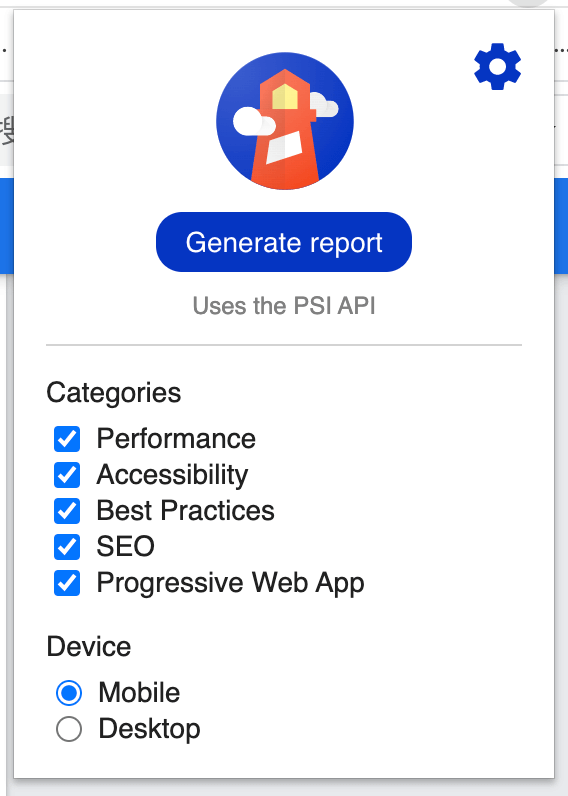 Generate report
Uses the PSI API
Categories
Performance
Accessibility
Best Practices
SEO
Progressive Web App
Device
Mobile
Desktop